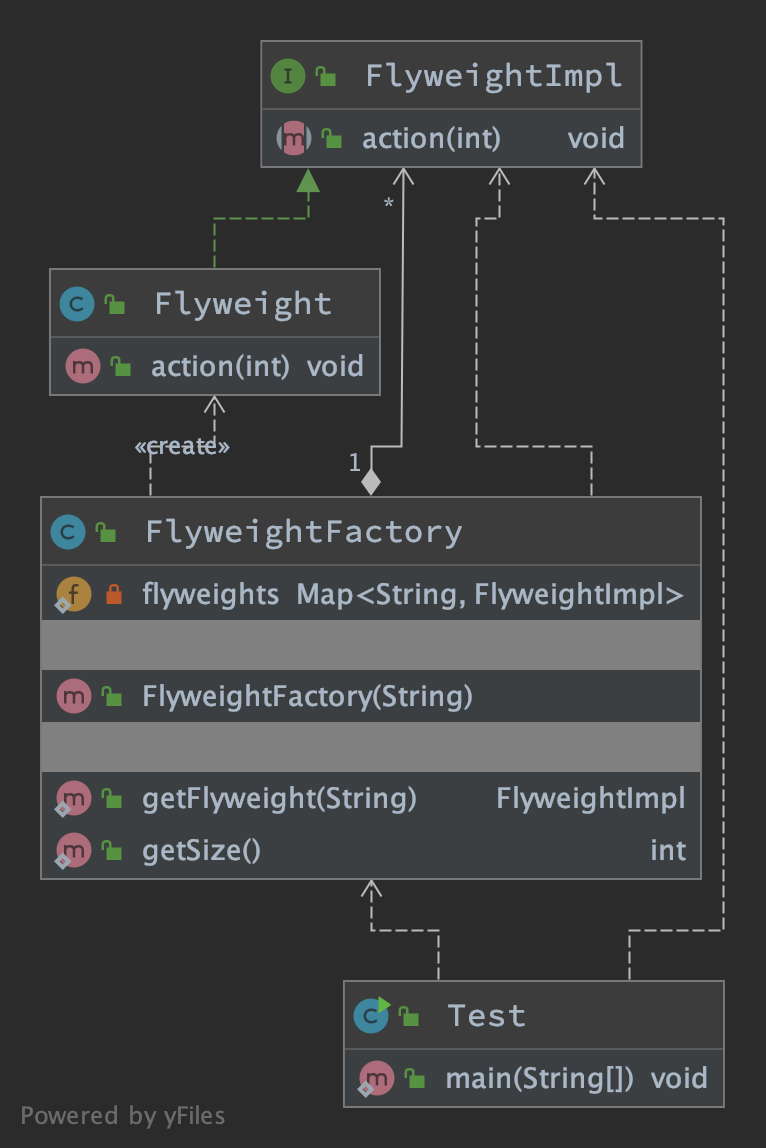 I FlyweightImpl
m action(int) void
*
C Flyweight
m action(int) void
«create»
1
C FlyweightFactory
f flyweights Map<String, FlyweightImpl>
m FlyweightFactory(String)
m getFlyweight(String) FlyweightImpl
m getSize() int
C Test
m main(String[]) void
Powered by yFiles